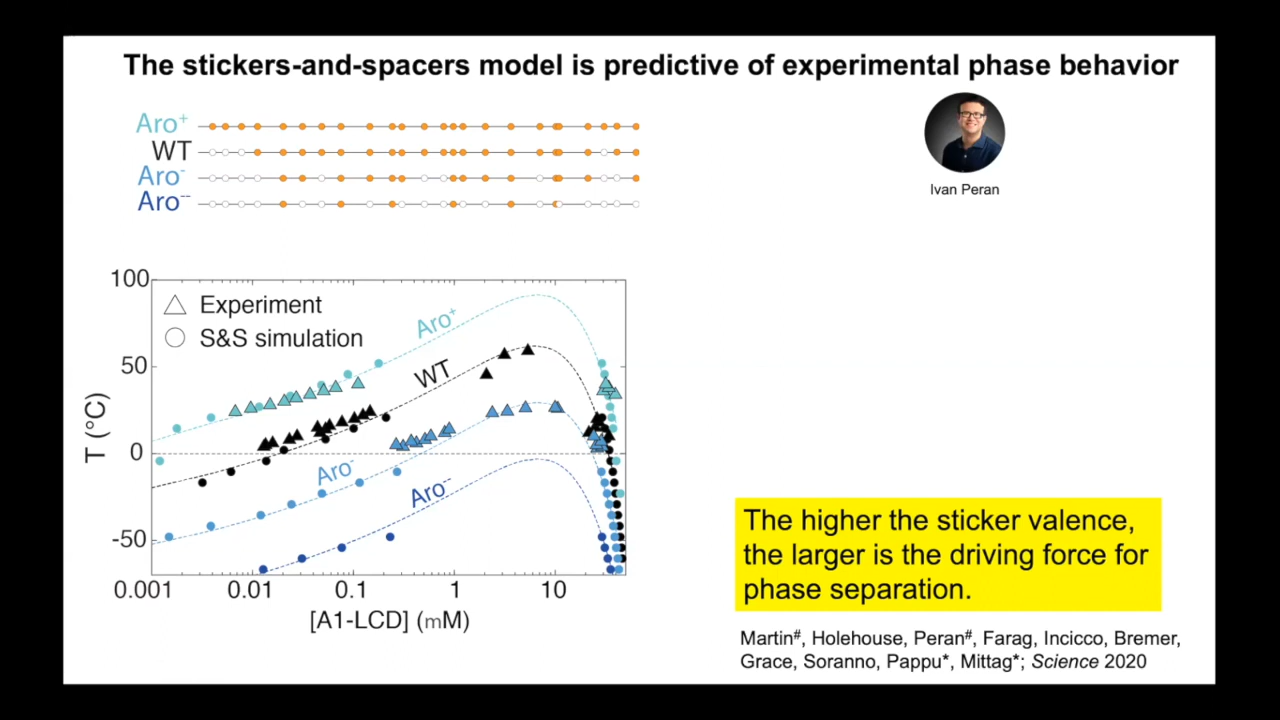 The stickers-and-spacers model is predictive of experimental phase behavior
Aro+
WT
Aro-
Aro--
Ivan Peran
100
50
0
-50
T (°C)
△ Experiment
○ S&S simulation
Aro+
WT
Aro-
Aro--
0.001 0.01 0.1 1 10
[A1-LCD] (mM)
The higher the sticker valence,
the larger is the driving force for
phase separation.
Martin#, Holehouse, Peran#, Farag, Incicco, Bremer,
Grace, Soranno, Pappu*, Mittag*; Science 2020